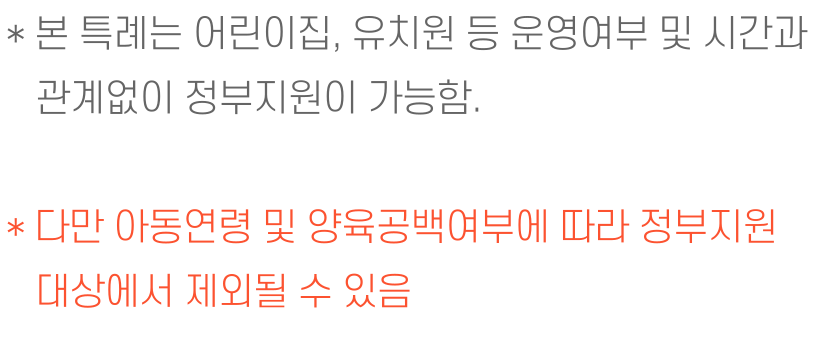 * 본 특례는 어린이집, 유치원 등 운영여부 및 시간과
관계없이 정부지원이 가능함.
* 다만 아동연령 및 양육공백여부에 따라 정부지원
대상에서 제외될 수 있음